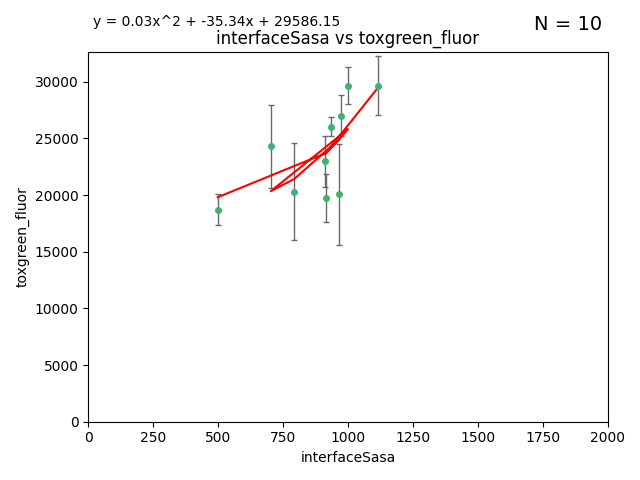 y = 0.03x^2 + -35.34x + 29586.15
N = 10
interfaceSasa vs toxgreen_fluor
30000
25000
20000
15000
10000
5000
0
toxgreen_fluor
0 250 500 750 1000 1250 1500 1750 2000
interfaceSasa